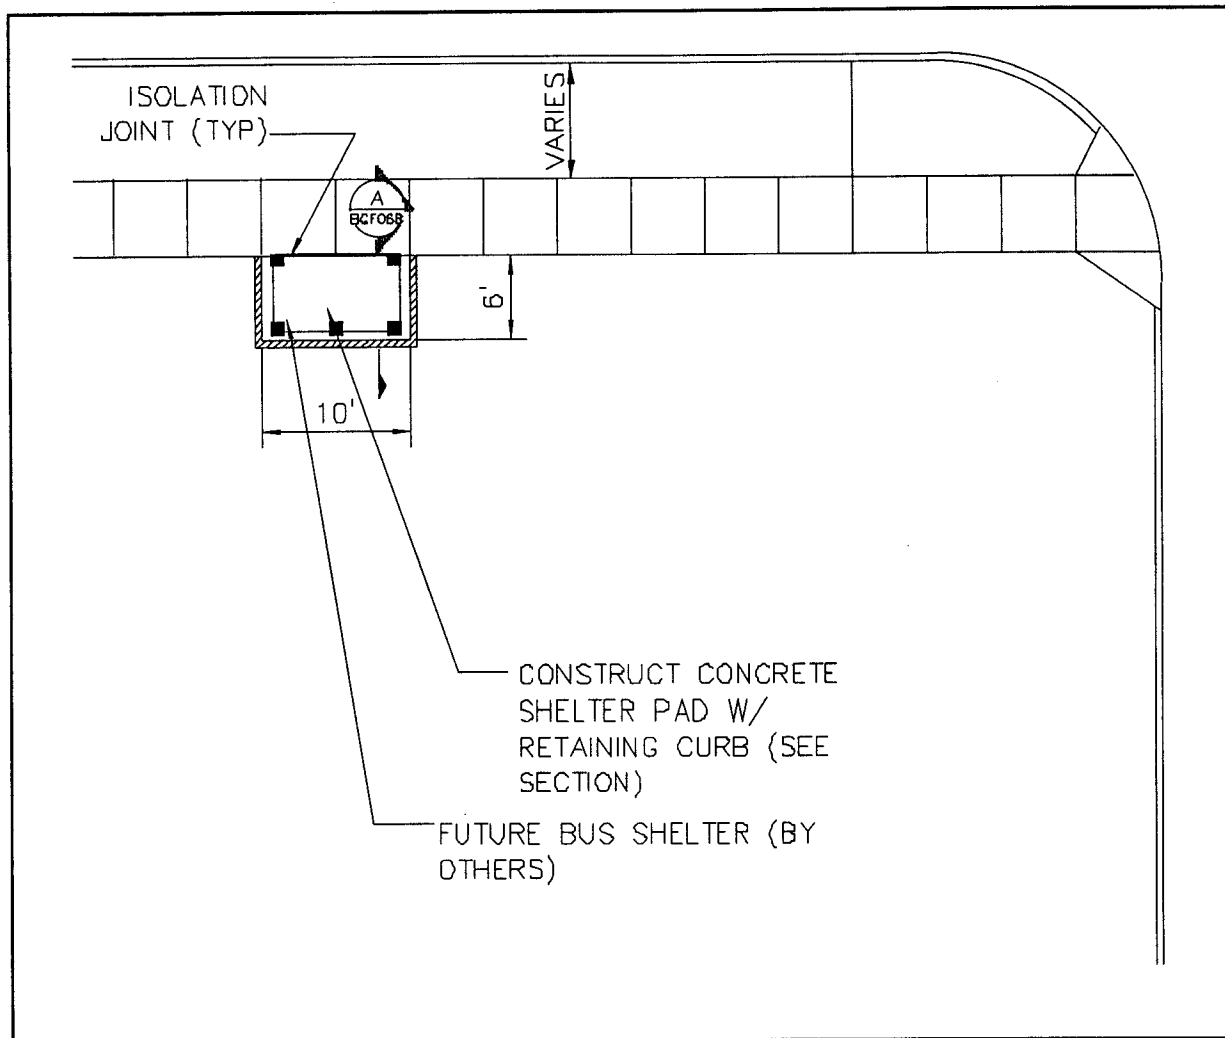 ISOLATION
JOINT (TYP)
VARIES
A
BCF06B
6'
10'
CONSTRUCT CONCRETE
SHELTER PAD W/
RETAINING CURB (SEE
SECTION)
FUTURE BUS SHELTER (BY
OTHERS)